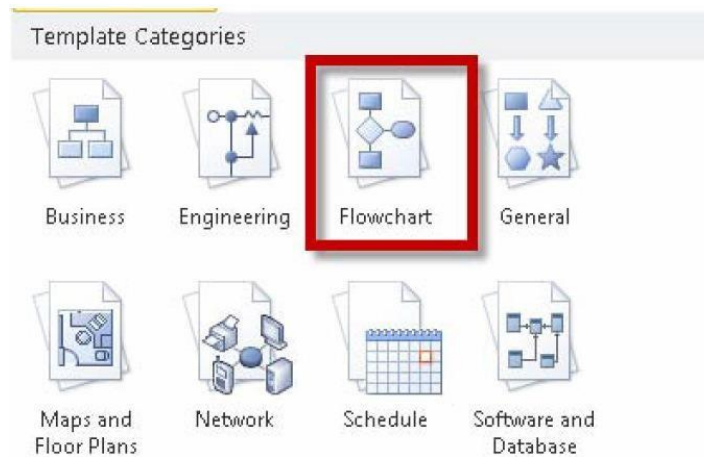 Template Categories
Business Engineering Flowchart General
Maps and Network Schedule Software and
Floor Plans Database